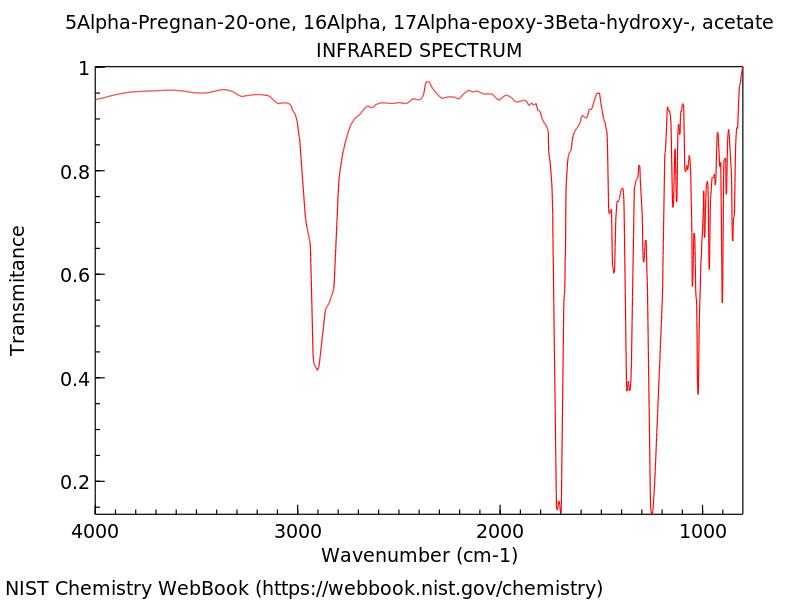 5Alpha-Pregnan-20-one, 16Alpha, 17Alpha-epoxy-3Beta-hydroxy-, acetate
INFRARED SPECTRUM
1
0.8
0.6
0.4
0.2
Transmitance
4000 3000 2000 1000
Wavenumber (cm-1)
NIST Chemistry WebBook (https://webbook.nist.gov/chemistry)